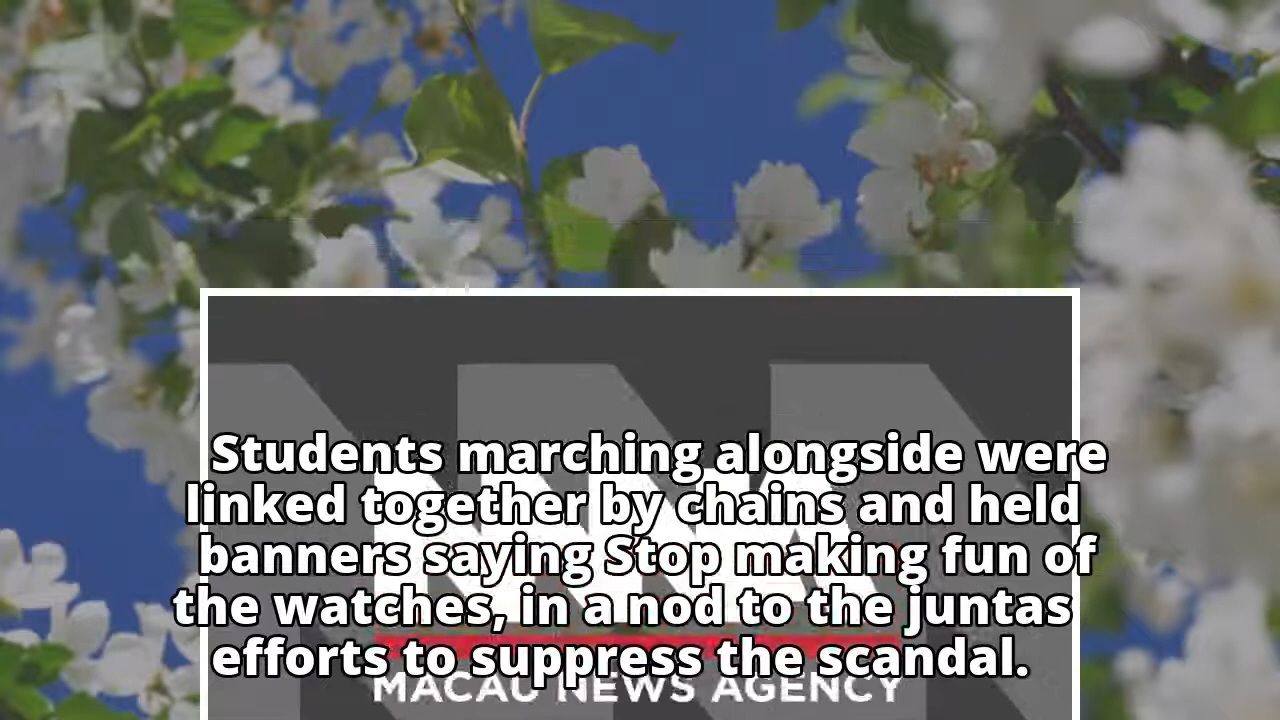 Students marching alongside were
linked together by chains and held
banners saying Stop making fun of
the watches, in a nod to the juntas
efforts to suppress the scandal.
MNA
MACAU NEWS AGENCY